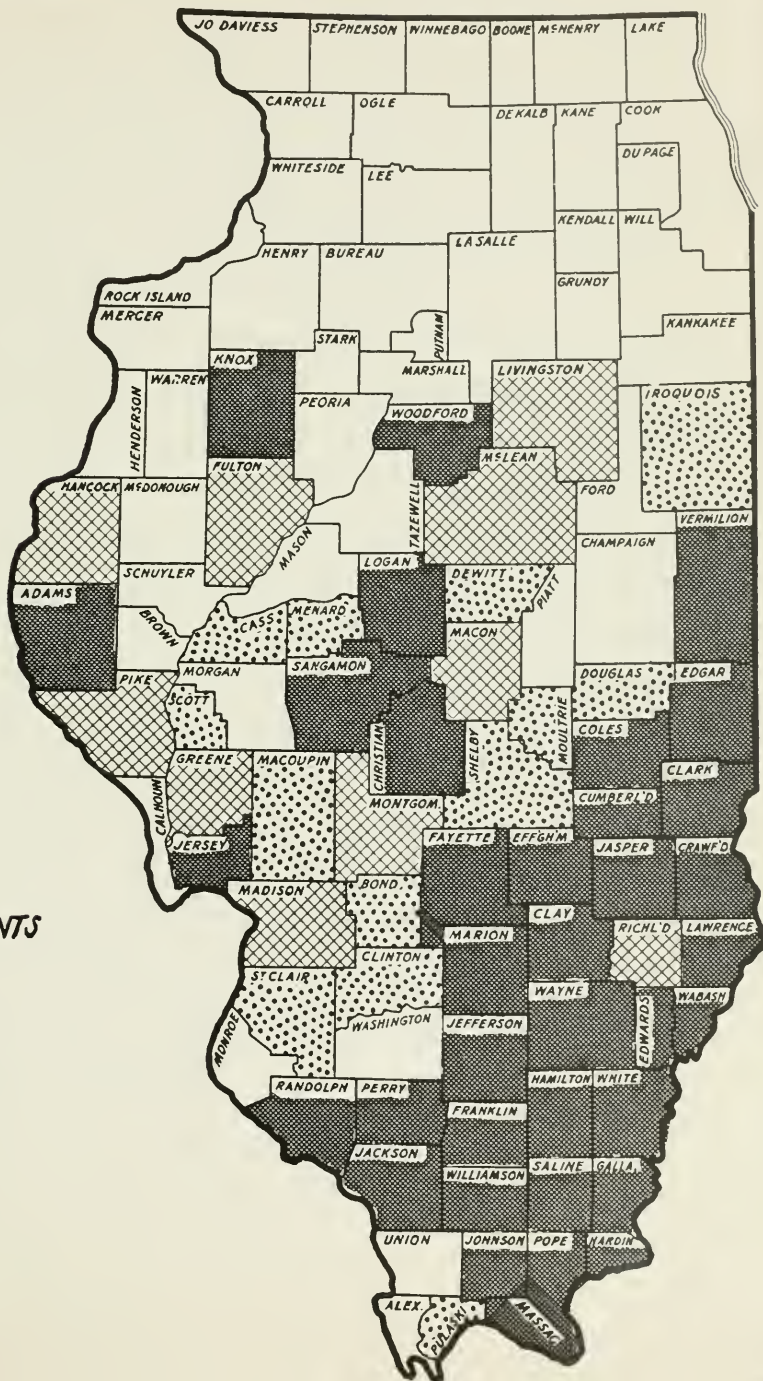 JO DAVIESS STEPHENSON WINNEBAGO BOONE McHENRY LAKE
CARROLL OGLE DE KALB KANE COOK
DU PAGE
WHITESIDE LEE
KENDALL WILL
HENRY BUREAU LA SALLE
GRUNDY
ROCK ISLAND
MERCER
PUTNAM
KANKAKEE
STARK
KNOX MARSHALL LIVINGSTON
WARREN
HENDERSON
PEORIA WOODFORD IROQUOIS
FULTON McLEAN
HANCOCK McDONOUGH TAZEWELL FORD
VERMILION
MASON CHAMPAIGN
SCHUYLER LOGAN DEWITT
ADAMS PIATT
BROWN CASS MENARD
MACON
PIKE MORGAN SANGAMON DOUGLAS EDGAR
SCOTT
CHRISTIAN SHELBY MOULTRIE COLES
GREENE MACOUPIN CLARK
CALHOUN MONTGOM. CUMBERL'D
JERSEY FAYETTE EFFGH'M. JASPER CRAWF'D
MADISON BOND
CLAY
NTS
MARION RICHL'D LAWRENCE
CLINTON
ST. CLAIR WAYNE WABASH
EDWARDS
MONROE WASHINGTON JEFFERSON
RANDOLPH PERRY HAMILTON WHITE
FRANKLIN
JACKSON SALINE GALLA.
WILLIAMSON
UNION JOHNSON POPE HARDIN
ALEX. PULASKI MASSAC